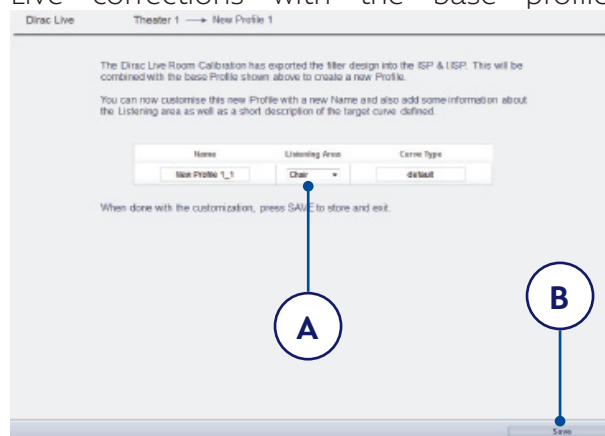 Live corrections with the base profile
Dirac Live Theater 1 ⟶ New Profile 1
The Dirac Live Room Calibration has exported the filter design into the ISP & LISP. This will be
combined with the base Profile shown above to create a new Profile.
You can now customise this new Profile with a new Name and also add some information about
the Listening area as well as a short description of the target curve defined.
Name Listening Area Curve Type
New Profile 1_1 Chair default
When done with the customization, press SAVE to store and exit.
A
B
Save